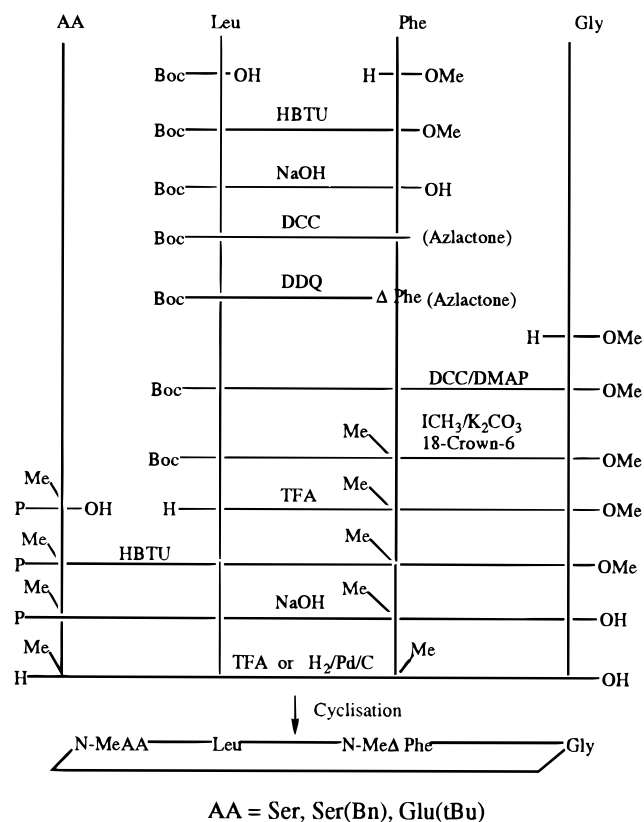 AA Leu Phe Gly
Boc OH H OMe
HBTU
Boc OMe
NaOH
Boc OH
DCC
Boc (Azlactone)
DDQ
Boc Δ Phe (Azlactone)
H OMe
DCC/DMAP
Boc OMe
ICH3/K2CO3
Me 18-Crown-6
Boc OMe
Me TFA Me
P OH H OMe
Me HBTU Me
P OMe
Me NaOH Me
P OH
Me TFA or H2/Pd/C Me
H OH
Cyclisation
N-MeAA Leu N-MeΔ Phe Gly
AA = Ser, Ser(Bn), Glu(tBu)